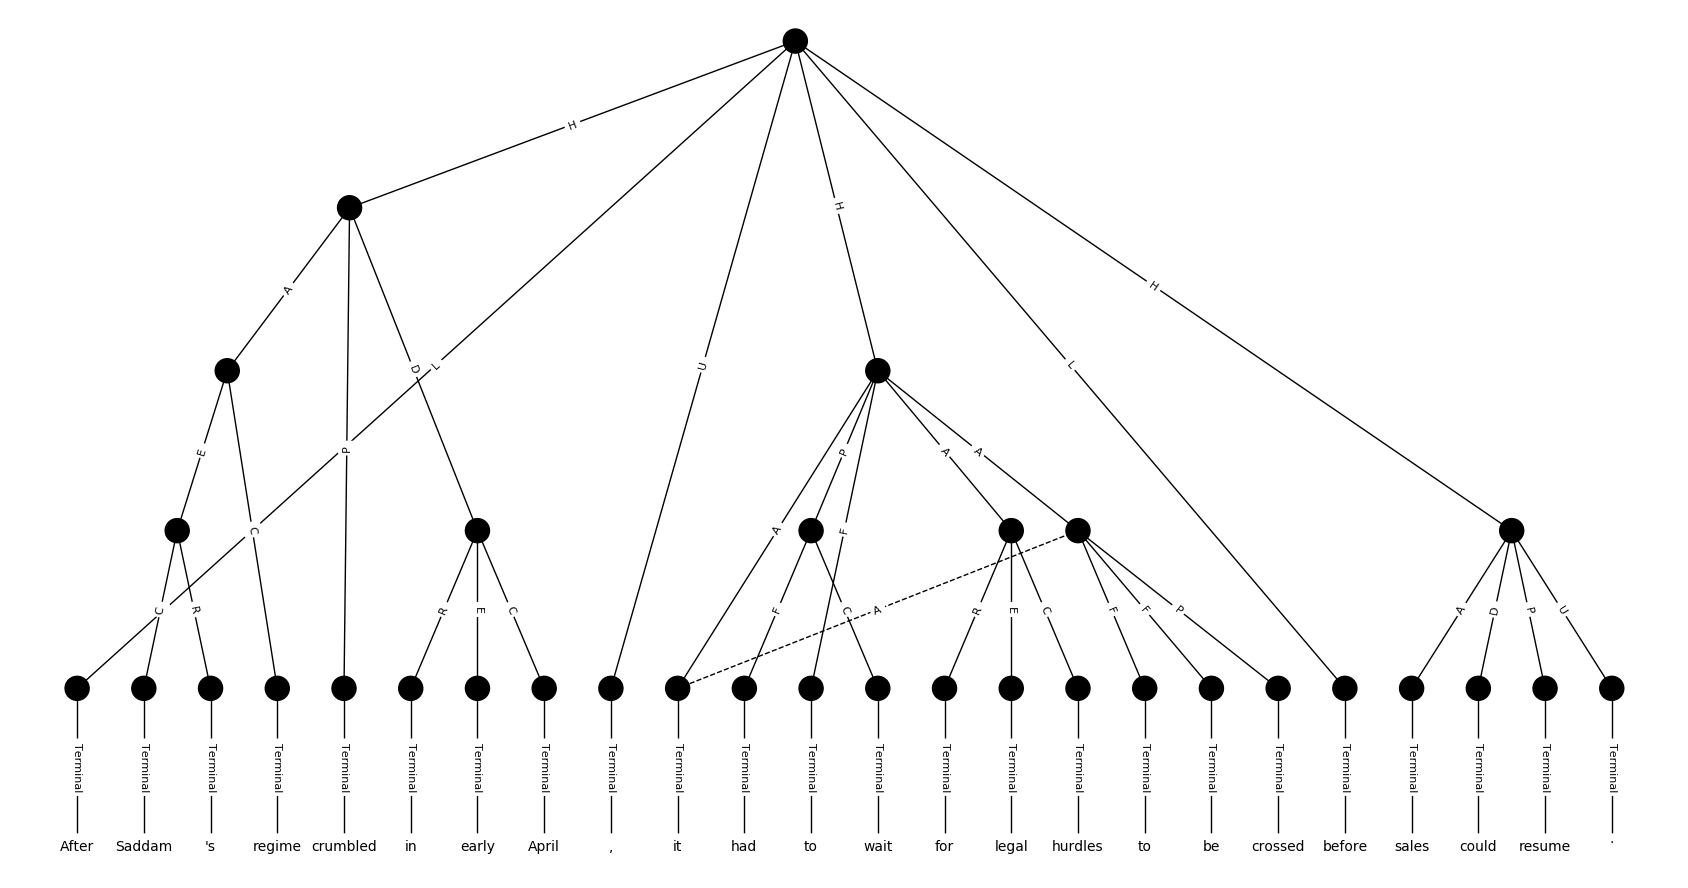 H
H
A
H
L
D
L
U
P
E
A
A
C
A
F
C
R
R
E
C
F
C
A
R
E
C
F
F
P
A
D
P
U
Terminal Terminal Terminal Terminal Terminal Terminal Terminal Terminal Terminal Terminal Terminal Terminal Terminal Terminal Terminal Terminal Terminal Terminal Terminal Terminal Terminal Terminal Terminal Terminal
After Saddam 's regime crumbled in early April , it had to wait for legal hurdles to be crossed before sales could resume .